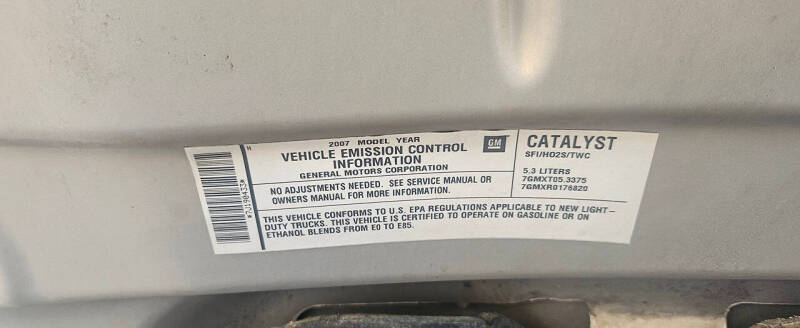 *7J190433*
H
2007 MODEL YEAR
VEHICLE EMISSION CONTROL
INFORMATION
GENERAL MOTORS CORPORATION
GM
NO ADJUSTMENTS NEEDED. SEE SERVICE MANUAL OR
OWNERS MANUAL FOR MORE INFORMATION.
CATALYST
SFI/HO2S/TWC
5.3 LITERS
7GMXT05.3375
7GMXR0176820
THIS VEHICLE CONFORMS TO U.S. EPA REGULATIONS APPLICABLE TO NEW LIGHT-
DUTY TRUCKS. THIS VEHICLE IS CERTIFIED TO OPERATE ON GASOLINE OR ON
ETHANOL BLENDS FROM E0 TO E85.